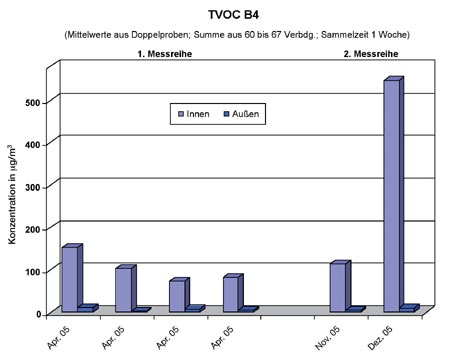 TVOC B4
(Mittelwerte aus Doppelproben; Summe aus 60 bis 67 Verbdg.; Sammelzeit 1 Woche)
1. Messreihe
2. Messreihe
Innen
Außen
Konzentration in µg/m³
500
400
300
200
100
0
Apr. 05
Apr. 05
Apr. 05
Apr. 05
Nov. 05
Dez. 05